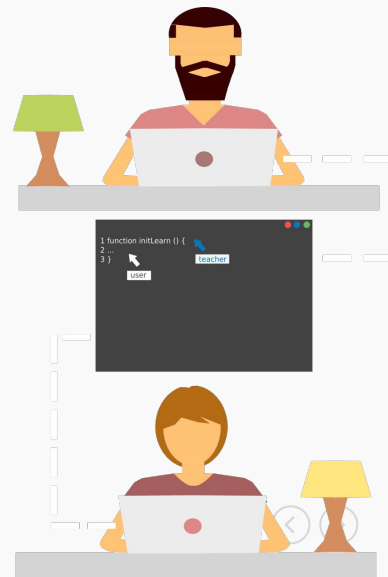 1 function initLearn () {
2 ...
3 }
teacher
user